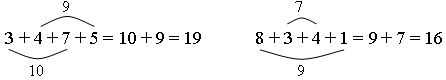 9
3 + 4 + 7 + 5 = 10 + 9 = 19
10
7
8 + 3 + 4 + 1 = 9 + 7 = 16
9